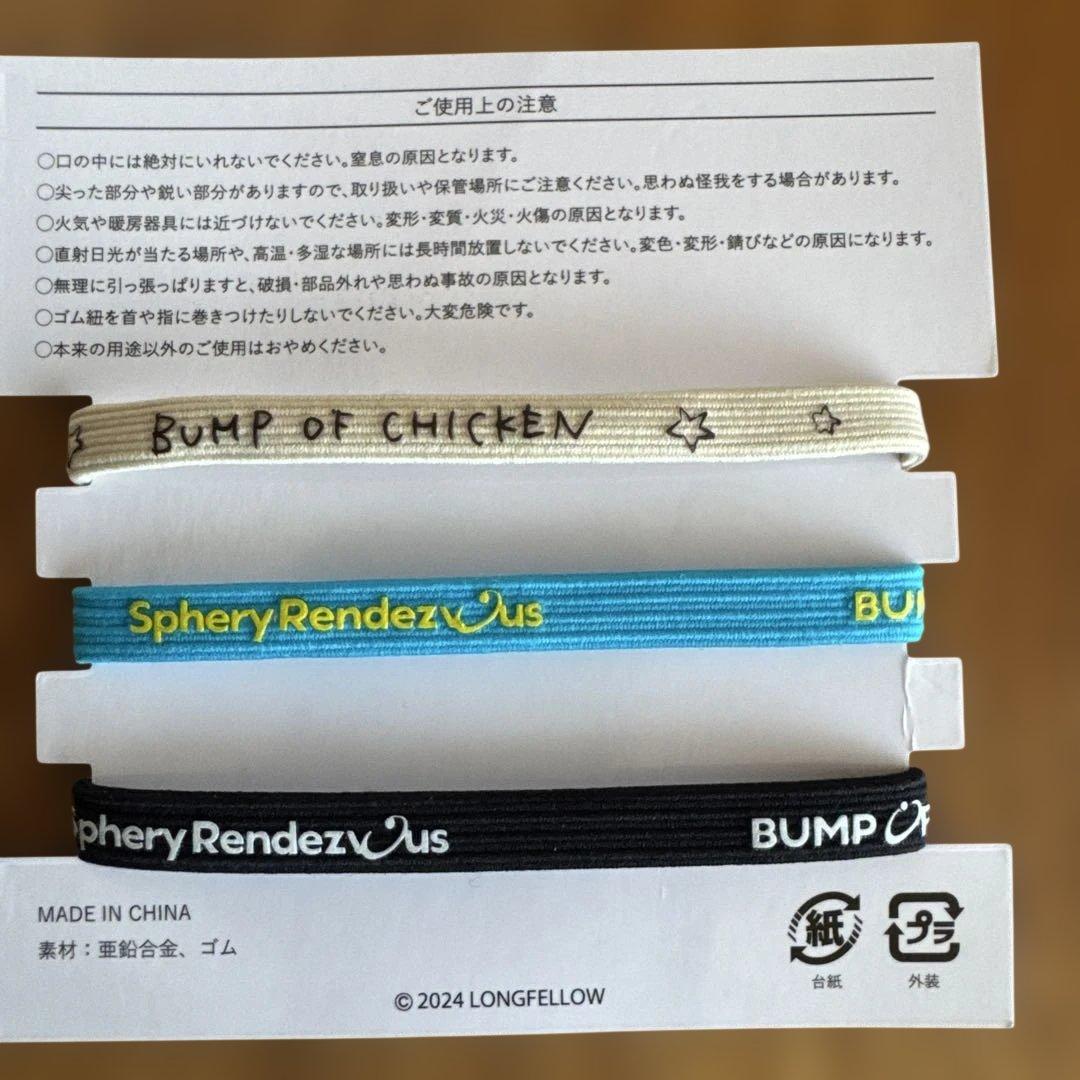 ご使用上の注意
○口の中には絶対にいれないでください。窒息の原因となります。
○尖った部分や鋭い部分がありますので、取り扱いや保管場所にご注意ください。思わぬ怪我をする場合があります。
○火気や暖房器具には近づけないでください。変形・変質・火災・火傷の原因となります。
○直射日光が当たる場所や、高温・多湿な場所には長時間放置しないでください。変色・変形・錆びなどの原因になります。
○無理に引っ張っぱりますと、破損・部品外れや思わぬ事故の原因となります。
○ゴム紐を首や指に巻きつけたりしないでください。大変危険です。
○本来の用途以外のご使用はおやめください。
BUMP OF CHICKEN
Sphery Rendezvous BU
phery Rendezvous BUMP OF
MADE IN CHINA
素材：亜鉛合金、ゴム
紙 プラ
台紙 外装
© 2024 LONGFELLOW